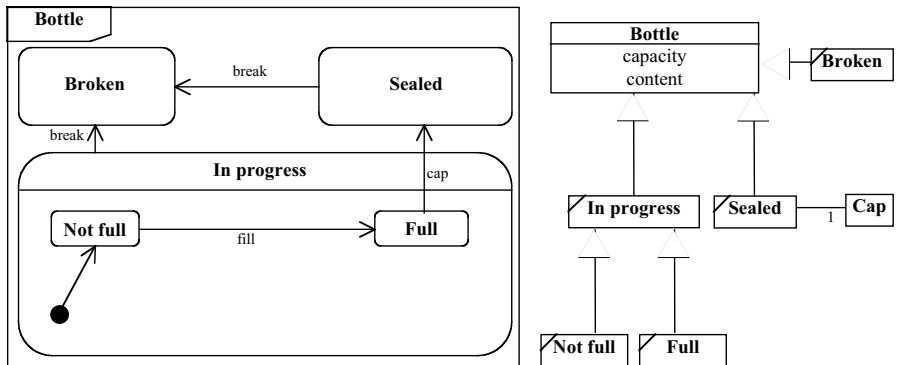 Bottle
Broken
break
Sealed
break
cap
In progress
Not full
fill
Full
Bottle
capacity
content
Broken
In progress
Sealed
1
Cap
Not full
Full